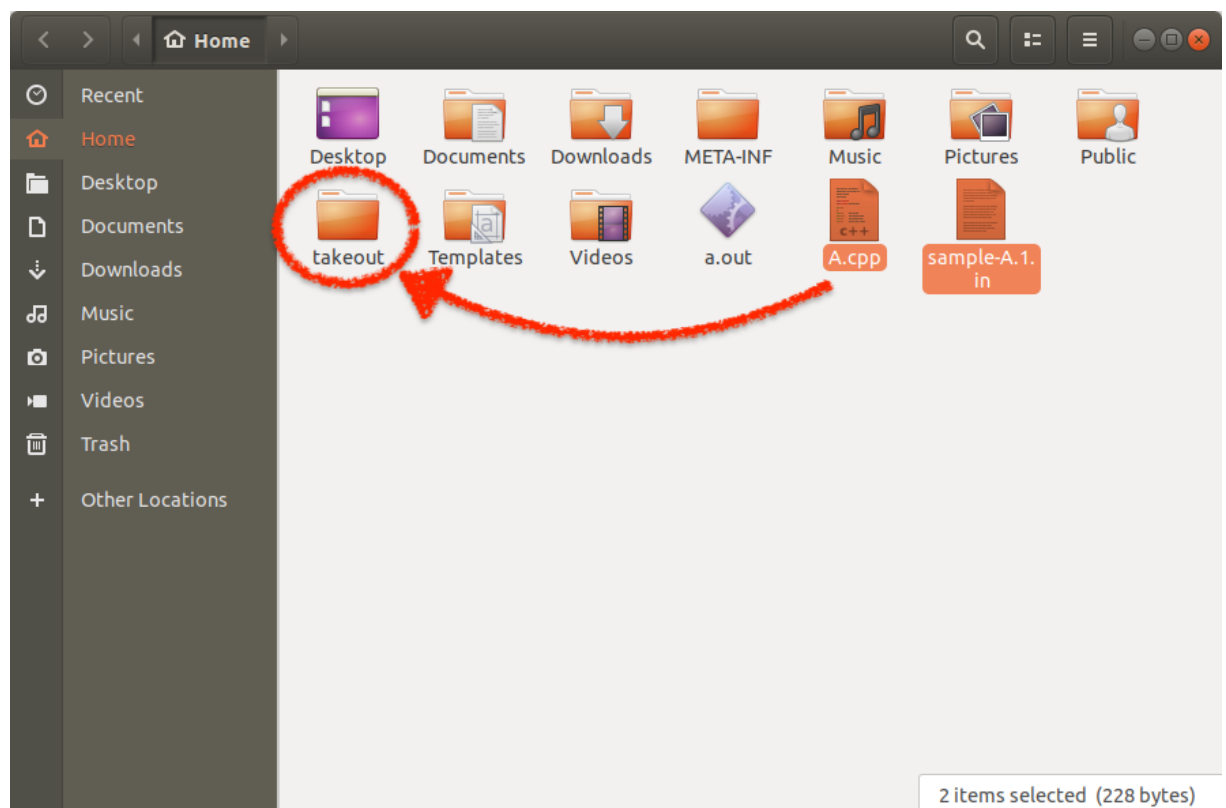 Home
Recent
Home
Desktop
Documents
Downloads
Music
Pictures
Videos
Trash
Other Locations
Desktop
Documents
Downloads
META-INF
Music
Pictures
Public
takeout
Templates
Videos
a.out
C++
A.cpp
sample-A.1.
in
2 items selected (228 bytes)